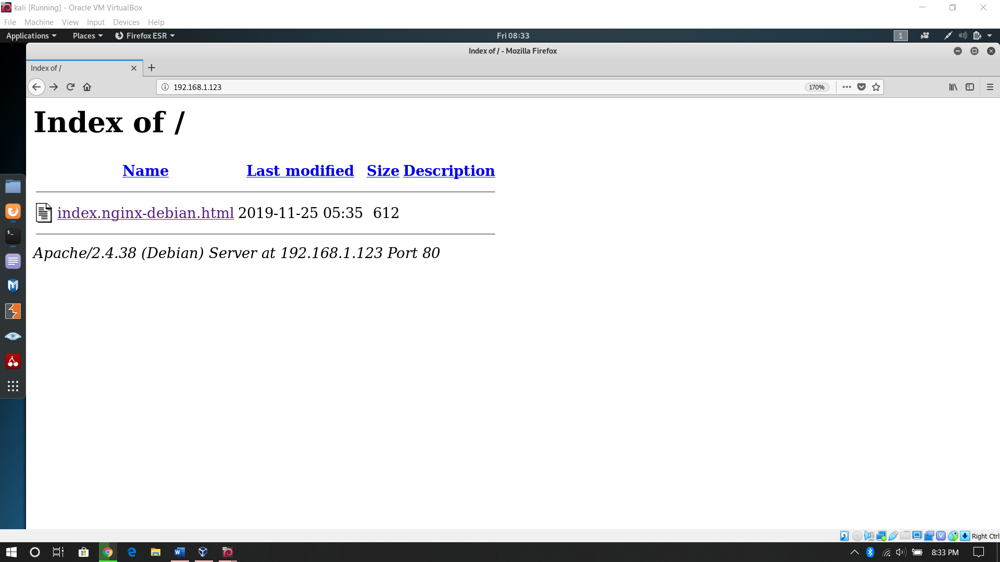 kali [Running] - Oracle VM VirtualBox
File Machine View Input Devices Help
Applications Places Firefox ESR Fri 08:33 1
Index of / - Mozilla Firefox
Index of /
192.168.1.123 170%
Index of /
Name Last modified Size Description
index.nginx-debian.html 2019-11-25 05:35 612
Apache/2.4.38 (Debian) Server at 192.168.1.123 Port 80
Right Ctrl
8:33 PM